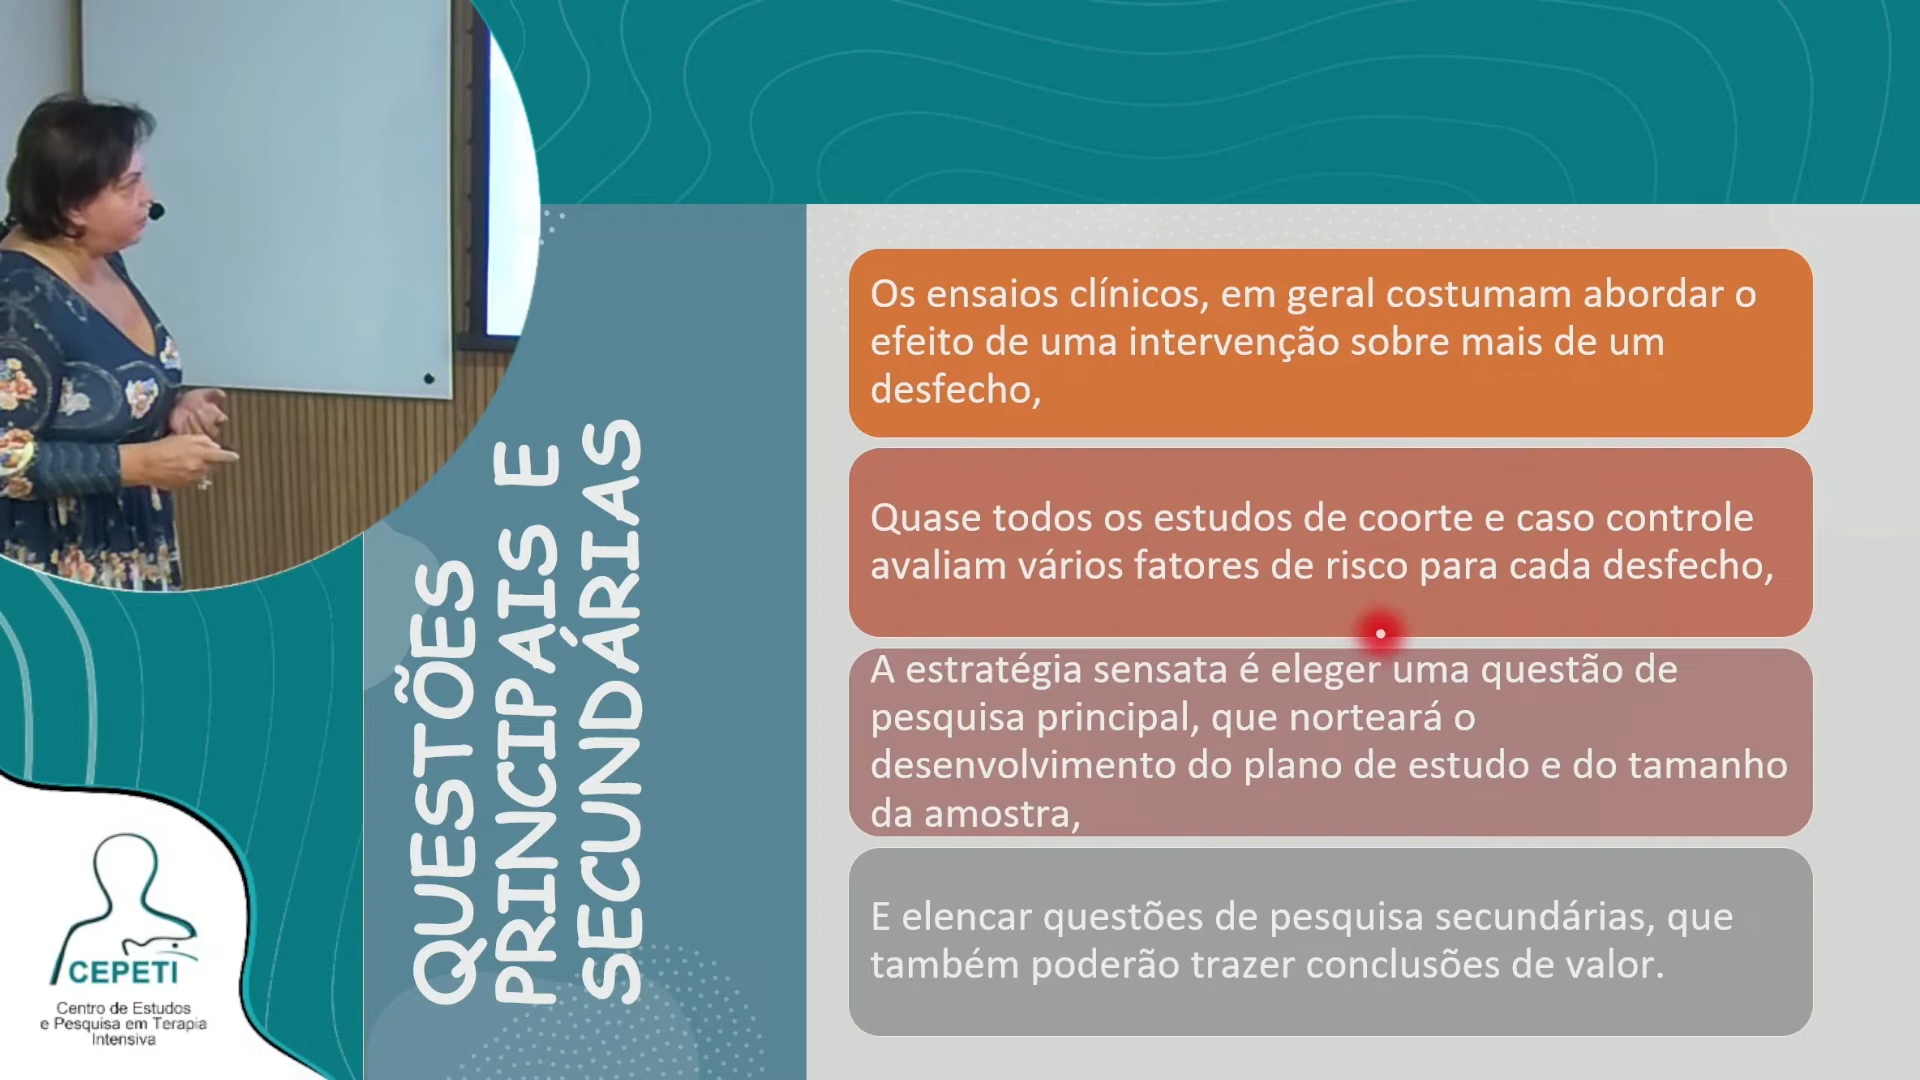 QUESTÕES
PRINCIPAIS E
SECUNDÁRIAS
Os ensaios clínicos, em geral costumam abordar o
efeito de uma intervenção sobre mais de um
desfecho,
Quase todos os estudos de coorte e caso controle
avaliam vários fatores de risco para cada desfecho,
A estratégia sensata é eleger uma questão de
pesquisa principal, que norteará o
desenvolvimento do plano de estudo e do tamanho
da amostra,
E elencar questões de pesquisa secundárias, que
também poderão trazer conclusões de valor.
CEPETI
Centro de Estudos
e Pesquisa em Terapia
Intensiva